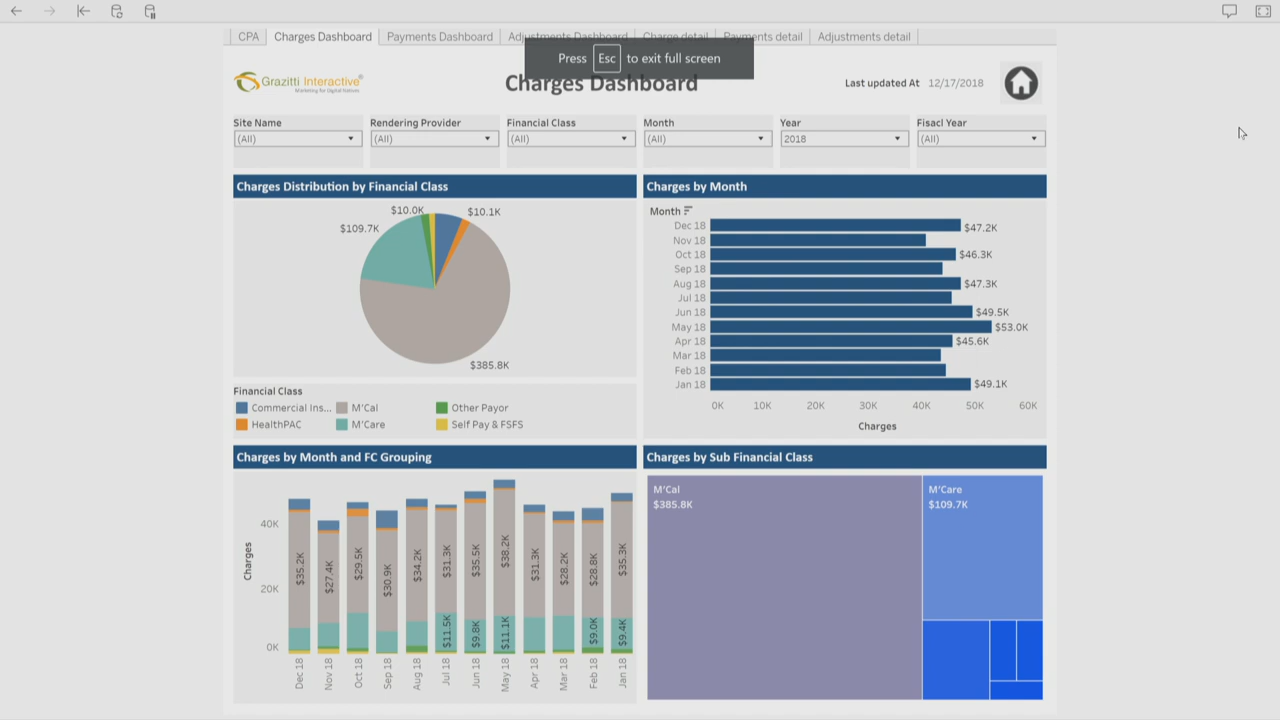 CPA
Charges Dashboard
Payments Dashboard
Adjustments Dashboard
Charge detail
Payments detail
Adjustments detail
Press Esc to exit full screen
Grazitti Interactive®
Marketing for Digital Natives
Charges Dashboard
Last updated At 12/17/2018
Site Name
Rendering Provider
Financial Class
Month
Year
Fisacl Year
(All)
(All)
(All)
(All)
2018
(All)
Charges Distribution by Financial Class
$10.0K
$10.1K
$109.7K
$385.8K
Financial Class
Commercial Ins...
M'Cal
Other Payor
HealthPAC
M'Care
Self Pay & FSFS
Charges by Month
Month
Dec 18 $47.2K
Nov 18
Oct 18 $46.3K
Sep 18
Aug 18 $47.3K
Jul 18
Jun 18 $49.5K
May 18 $53.0K
Apr 18 $45.6K
Mar 18
Feb 18
Jan 18 $49.1K
0K 10K 20K 30K 40K 50K 60K
Charges
Charges by Month and FC Grouping
Charges
40K
20K
0K
$35.2K
$27.4K
$29.5K
$30.9K
$34.2K
$31.3K
$35.5K
$38.2K
$31.3K
$28.2K
$28.8K
$35.3K
$11.5K
$9.8K
$11.1K
$9.0K
$9.4K
Dec 18
Nov 18
Oct 18
Sep 18
Aug 18
Jul 18
Jun 18
May 18
Apr 18
Mar 18
Feb 18
Jan 18
Charges by Sub Financial Class
M'Cal
$385.8K
M'Care
$109.7K